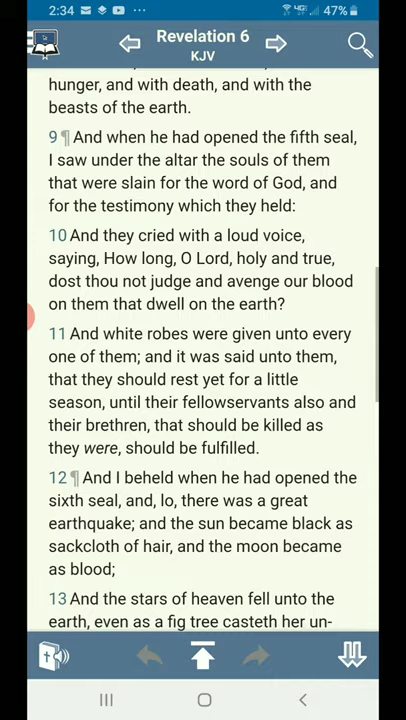 2:34
47%
Revelation 6
KJV
hunger, and with death, and with the
beasts of the earth.
9 ¶ And when he had opened the fifth seal,
I saw under the altar the souls of them
that were slain for the word of God, and
for the testimony which they held:
10 And they cried with a loud voice,
saying, How long, O Lord, holy and true,
dost thou not judge and avenge our blood
on them that dwell on the earth?
11 And white robes were given unto every
one of them; and it was said unto them,
that they should rest yet for a little
season, until their fellowservants also and
their brethren, that should be killed as
they were, should be fulfilled.
12 ¶ And I beheld when he had opened the
sixth seal, and, lo, there was a great
earthquake; and the sun became black as
sackcloth of hair, and the moon became
as blood;
13 And the stars of heaven fell unto the
earth, even as a fig tree casteth her un-